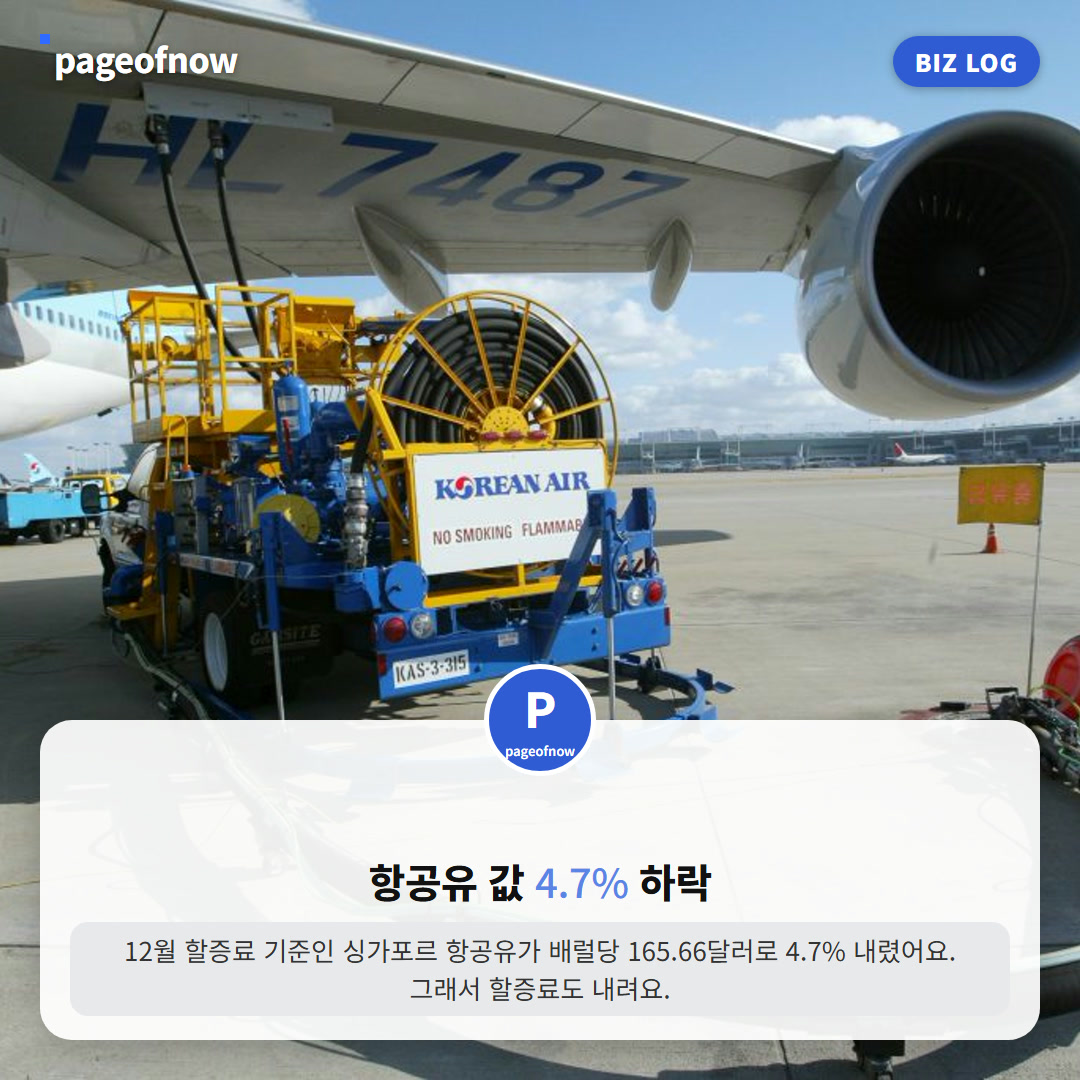 pageofnow
BIZ LOG
HL 7487
KOREAN AIR
NO SMOKING FLAMMAB
GARSITE
KAS-3-315
P
pageofnow
항공유 값 4.7% 하락
12월 할증료 기준인 싱가포르 항공유가 배럴당 165.66달러로 4.7% 내렸어요.
그래서 할증료도 내려요.